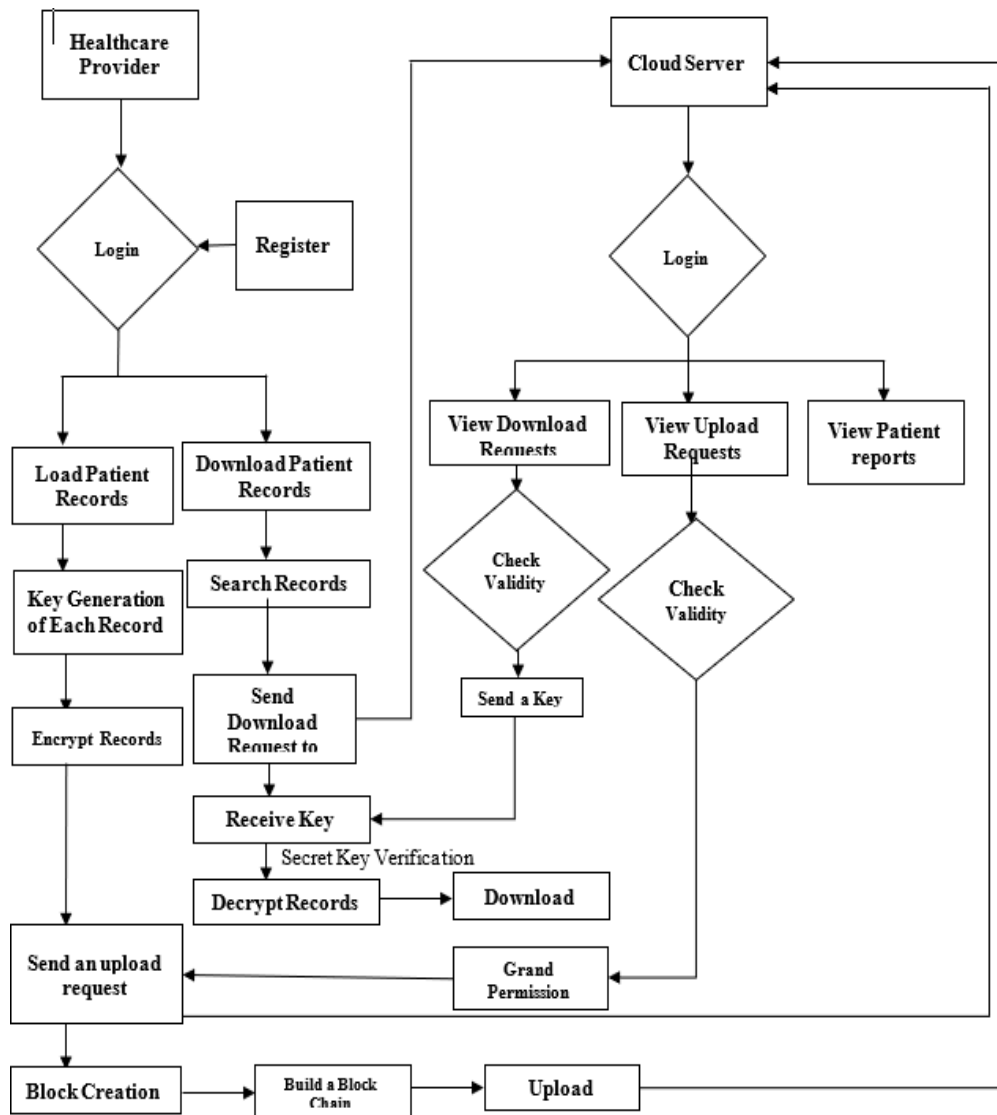 Healthcare
Provider
Cloud Server
Login
Register
Login
Load Patient
Records
Download Patient
Records
View Download
Requests
View Upload
Requests
View Patient
reports
Key Generation
of Each Record
Search Records
Check
Validity
Check
Validity
Encrypt Records
Send
Download
Request to
Send a Key
Receive Key
Secret Key Verification
Decrypt Records
Download
Send an upload
request
Grand
Permission
Block Creation
Build a Block
Chain
Upload